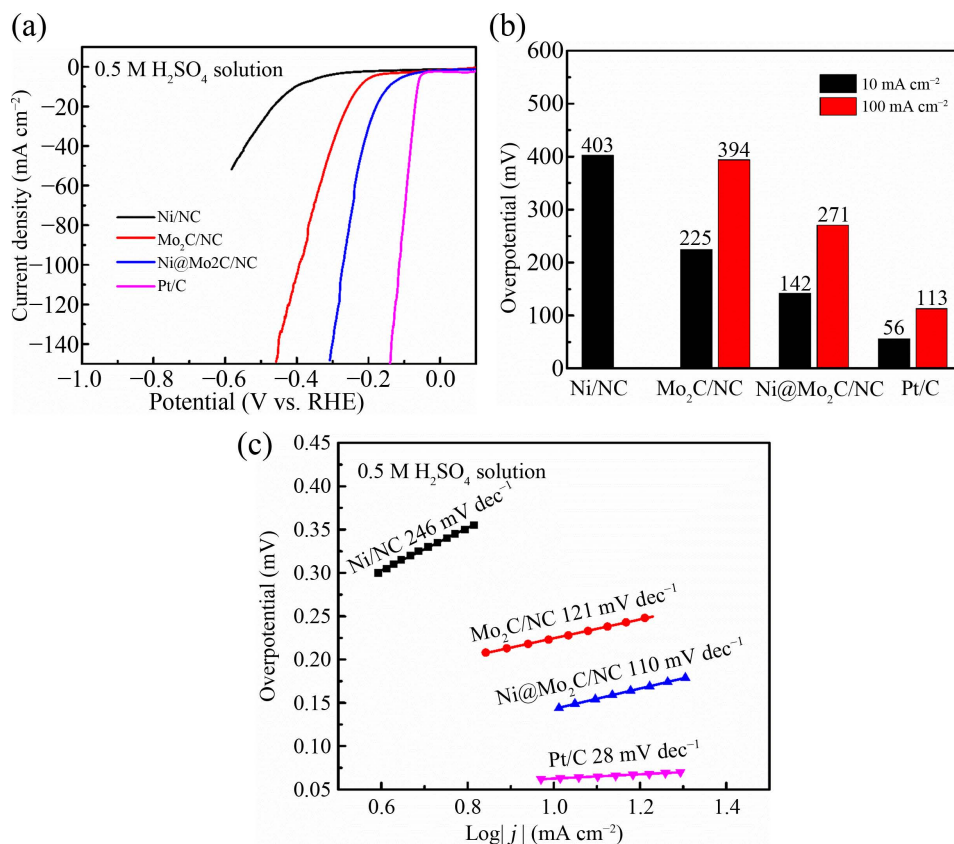 (a)
0.5 M H₂SO₄ solution
Current density (mA cm⁻²)
0
−20
−40
−60
−80
−100
−120
−140
Ni/NC
Mo₂C/NC
Ni@Mo2C/NC
Pt/C
−1.0 −0.8 −0.6 −0.4 −0.2 0.0
Potential (V vs. RHE)
(b)
Overpotential (mV)
600
500
400
300
200
100
0
10 mA cm⁻²
100 mA cm⁻²
403
225
394
142
271
56
113
Ni/NC Mo₂C/NC Ni@Mo₂C/NC Pt/C
(c)
0.5 M H₂SO₄ solution
Overpotential (mV)
0.45
0.40
0.35
0.30
0.25
0.20
0.15
0.10
0.05
Ni/NC 246 mV dec⁻¹
Mo₂C/NC 121 mV dec⁻¹
Ni@Mo₂C/NC 110 mV dec⁻¹
Pt/C 28 mV dec⁻¹
0.6 0.8 1.0 1.2 1.4
Log| j | (mA cm⁻²)